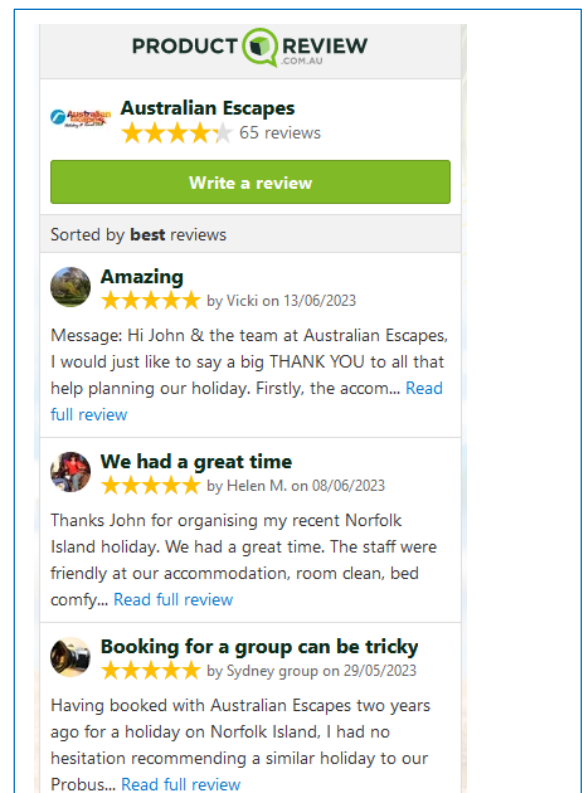 PRODUCT REVIEW
.COM.AU
Australian Escapes
Australian Escapes
65 reviews
Write a review
Sorted by best reviews
Amazing
by Vicki on 13/06/2023
Message: Hi John & the team at Australian Escapes,
I would just like to say a big THANK YOU to all that
help planning our holiday. Firstly, the accom... Read
full review
We had a great time
by Helen M. on 08/06/2023
Thanks John for organising my recent Norfolk
Island holiday. We had a great time. The staff were
friendly at our accommodation, room clean, bed
comfy... Read full review
Booking for a group can be tricky
by Sydney group on 29/05/2023
Having booked with Australian Escapes two years
ago for a holiday on Norfolk Island, I had no
hesitation recommending a similar holiday to our
Probus... Read full review